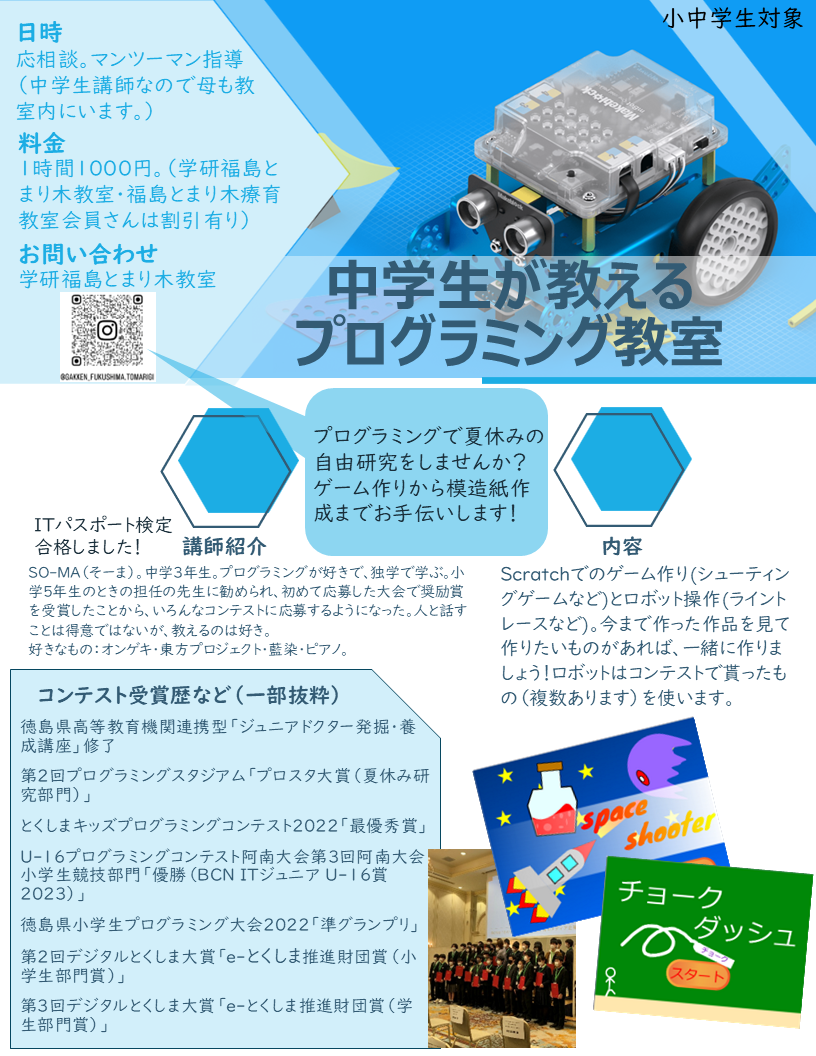 小中学生対象
日時
応相談。マンツーマン指導
（中学生講師なので母も教
室内にいます。）
料金
１時間１０００円。（学研福島と
まり木教室・福島とまり木療育
教室会員さんは割引有り）
お問い合わせ
学研福島とまり木教室
@GAKKEN_FUKUSHIMA.TOMARIGI
Makeblock
中学生が教える
プログラミング教室
プログラミングで夏休みの
自由研究をしませんか？
ゲーム作りから模造紙作
成までお手伝いします！
ITパスポート検定
合格しました！
講師紹介
SO-MA（そーま）。中学３年生。プログラミングが好きで、独学で学ぶ。小
学５年生のときの担任の先生に勧められ、初めて応募した大会で奨励賞
を受賞したことから、いろんなコンテストに応募するようになった。人と話す
ことは得意ではないが、教えるのは好き。
好きなもの：オンゲキ・東方プロジェクト・藍染・ピアノ。
内容
Scratchでのゲーム作り(シューティン
グゲームなど)とロボット操作(ライント
レースなど)。今まで作った作品を見て
作りたいものがあれば、一緒に作りま
しょう！ロボットはコンテストで貰ったも
の（複数あります）を使います。
コンテスト受賞歴など（一部抜粋）
徳島県高等教育機関連携型「ジュニアドクター発掘・養
成講座」修了
第2回プログラミングスタジアム「プロスタ大賞（夏休み研
究部門）」
とくしまキッズプログラミングコンテスト2022「最優秀賞」
U-16プログラミングコンテスト阿南大会第3回阿南大会
小学生競技部門「優勝（BCN ITジュニア U-16賞
2023）」
徳島県小学生プログラミング大会2022「準グランプリ」
第2回デジタルとくしま大賞「e-とくしま推進財団賞（小
学生部門賞）」
第3回デジタルとくしま大賞「e-とくしま推進財団賞（学
生部門賞）」
space
shooter
チョーク
ダッシュ
チョーク
スタート